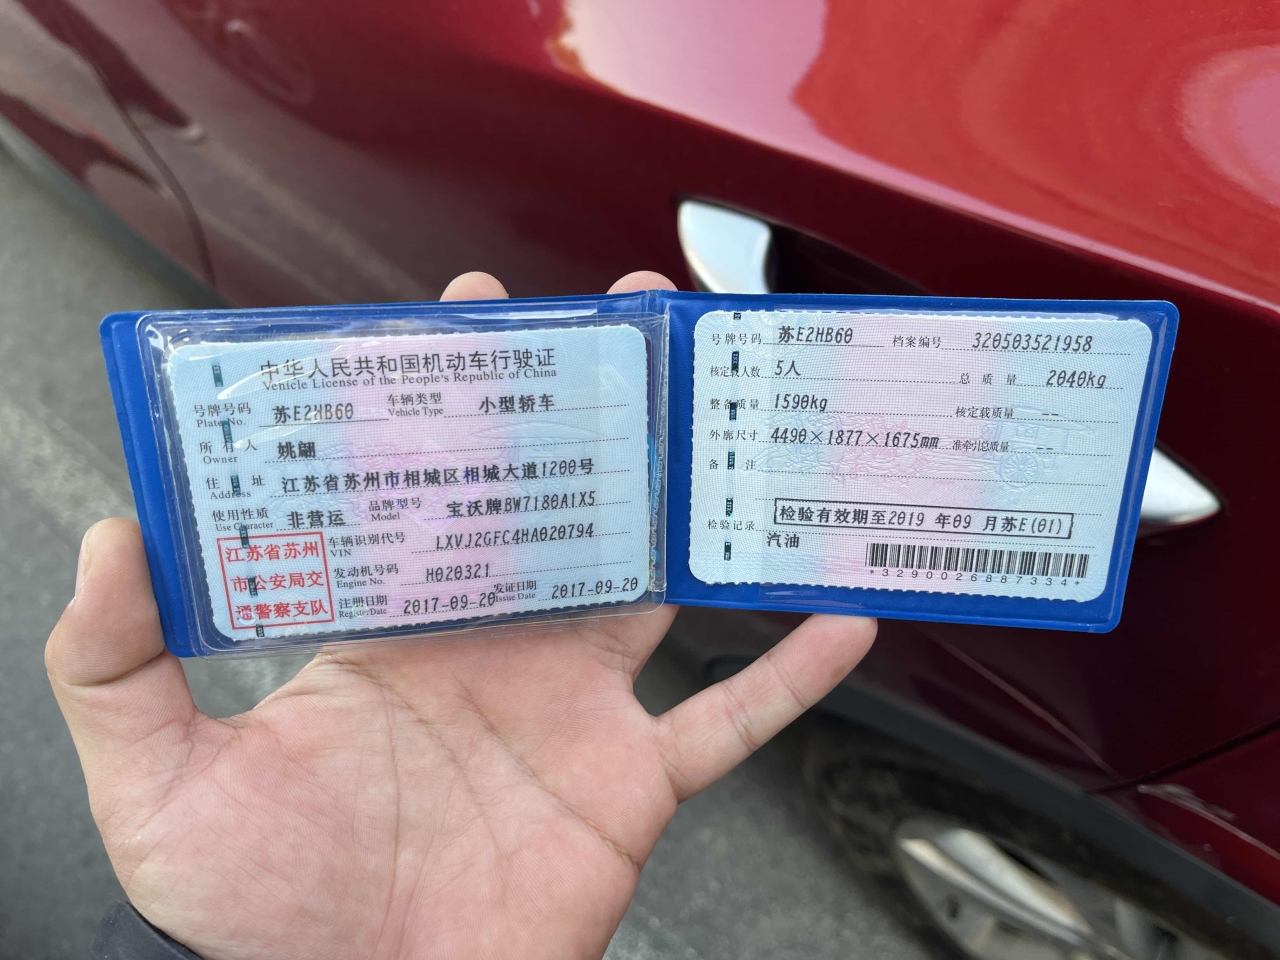 中华人民共和国机动车行驶证
Vehicle License of the People's Republic of China
号牌号码 苏E2HB60 车辆类型 小型轿车
Plate No. Vehicle Type
所有人 姚翩
Owner
住址 江苏省苏州市相城区相城大道1200号
Address
使用性质 非营运 品牌型号 宝沃牌BW7180A1X5
Use Character Model
江苏省苏州
市公安局交
通警察支队
车辆识别代号 LXVJ2GFC4HA020794
VIN
发动机号码 H020321
Engine No.
注册日期 2017-09-20 发证日期 2017-09-20
Register Date Issue Date
号牌号码 苏E2HB60 档案编号 320503521958
核定载人数 5人 总质量 2040kg
整备质量 1590kg 核定载质量 --
外廓尺寸 4490×1877×1675mm 准牵引总质量 --
备注
检验有效期至2019 年09 月苏E(01)
检验记录
汽油
*3290026887334*